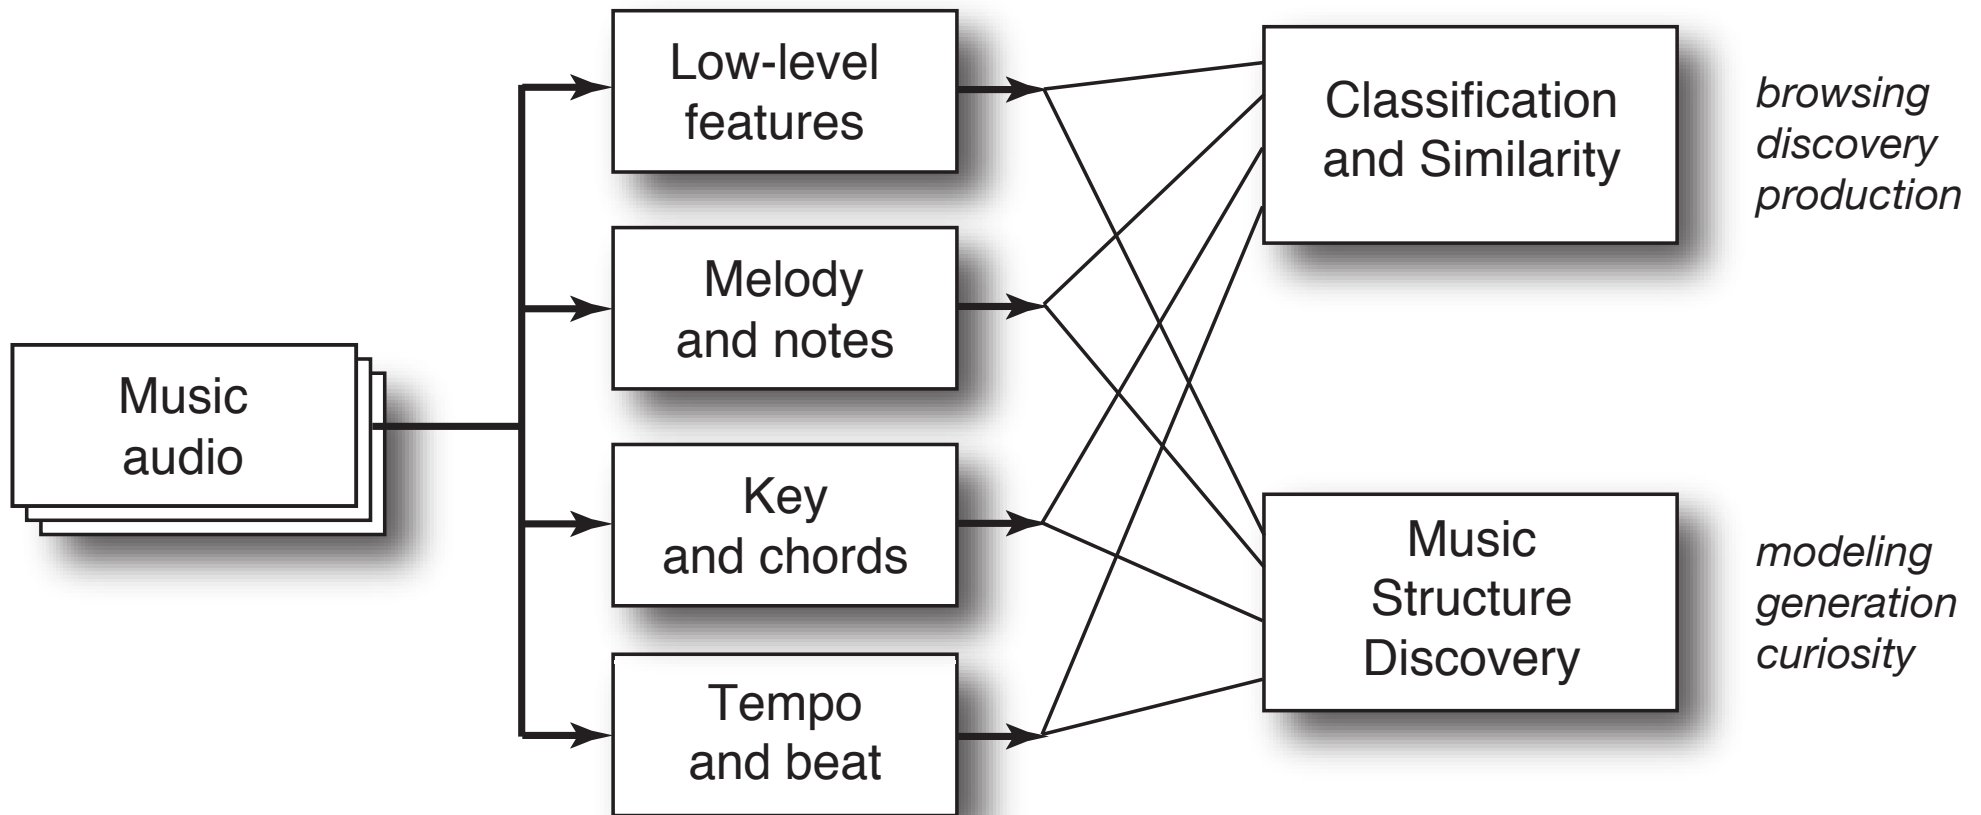 Music
audio
Low-level
features
Melody
and notes
Key
and chords
Tempo
and beat
Classification
and Similarity
browsing
discovery
production
Music
Structure
Discovery
modeling
generation
curiosity